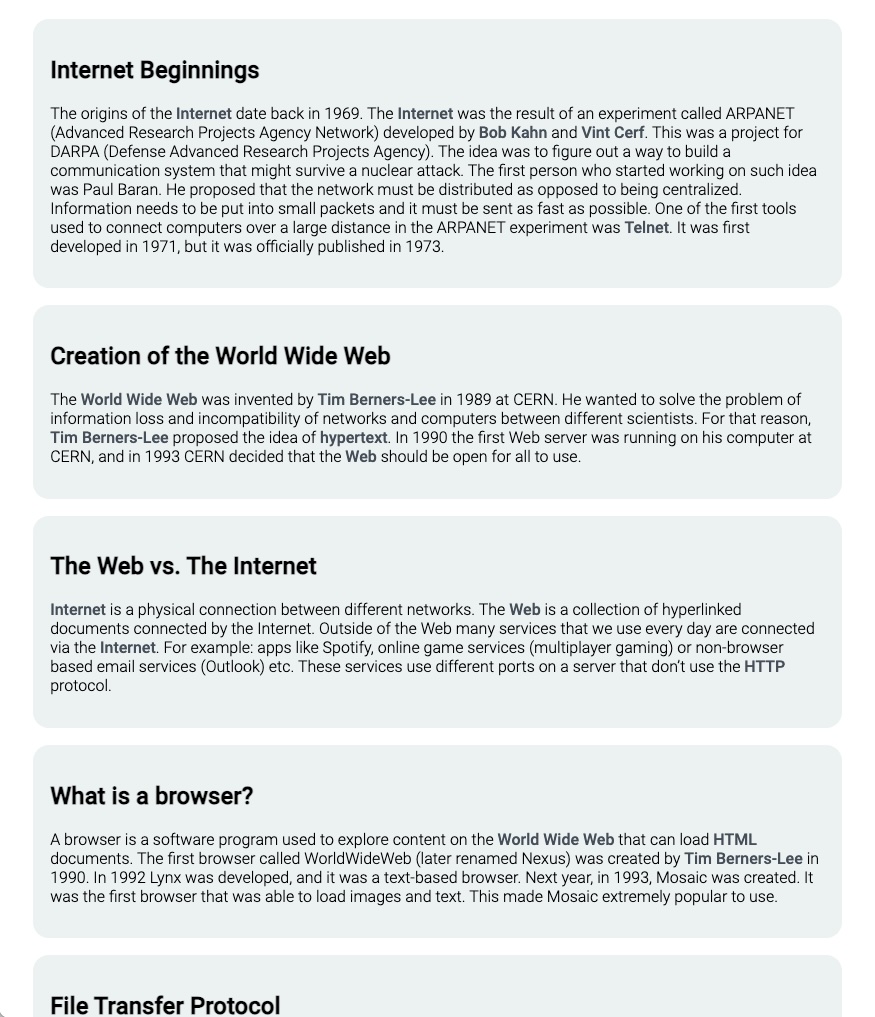 Internet Beginnings
The origins of the Internet date back in 1969. The Internet was the result of an experiment called ARPANET
(Advanced Research Projects Agency Network) developed by Bob Kahn and Vint Cerf. This was a project for
DARPA (Defense Advanced Research Projects Agency). The idea was to figure out a way to build a
communication system that might survive a nuclear attack. The first person who started working on such idea
was Paul Baran. He proposed that the network must be distributed as opposed to being centralized.
Information needs to be put into small packets and it must be sent as fast as possible. One of the first tools
used to connect computers over a large distance in the ARPANET experiment was Telnet. It was first
developed in 1971, but it was officially published in 1973.
Creation of the World Wide Web
The World Wide Web was invented by Tim Berners-Lee in 1989 at CERN. He wanted to solve the problem of
information loss and incompatibility of networks and computers between different scientists. For that reason,
Tim Berners-Lee proposed the idea of hypertext. In 1990 the first Web server was running on his computer at
CERN, and in 1993 CERN decided that the Web should be open for all to use.
The Web vs. The Internet
Internet is a physical connection between different networks. The Web is a collection of hyperlinked
documents connected by the Internet. Outside of the Web many services that we use every day are connected
via the Internet. For example: apps like Spotify, online game services (multiplayer gaming) or non-browser
based email services (Outlook) etc. These services use different ports on a server that don't use the HTTP
protocol.
What is a browser?
A browser is a software program used to explore content on the World Wide Web that can load HTML
documents. The first browser called WorldWideWeb (later renamed Nexus) was created by Tim Berners-Lee in
1990. In 1992 Lynx was developed, and it was a text-based browser. Next year, in 1993, Mosaic was created. It
was the first browser that was able to load images and text. This made Mosaic extremely popular to use.
File Transfer Protocol